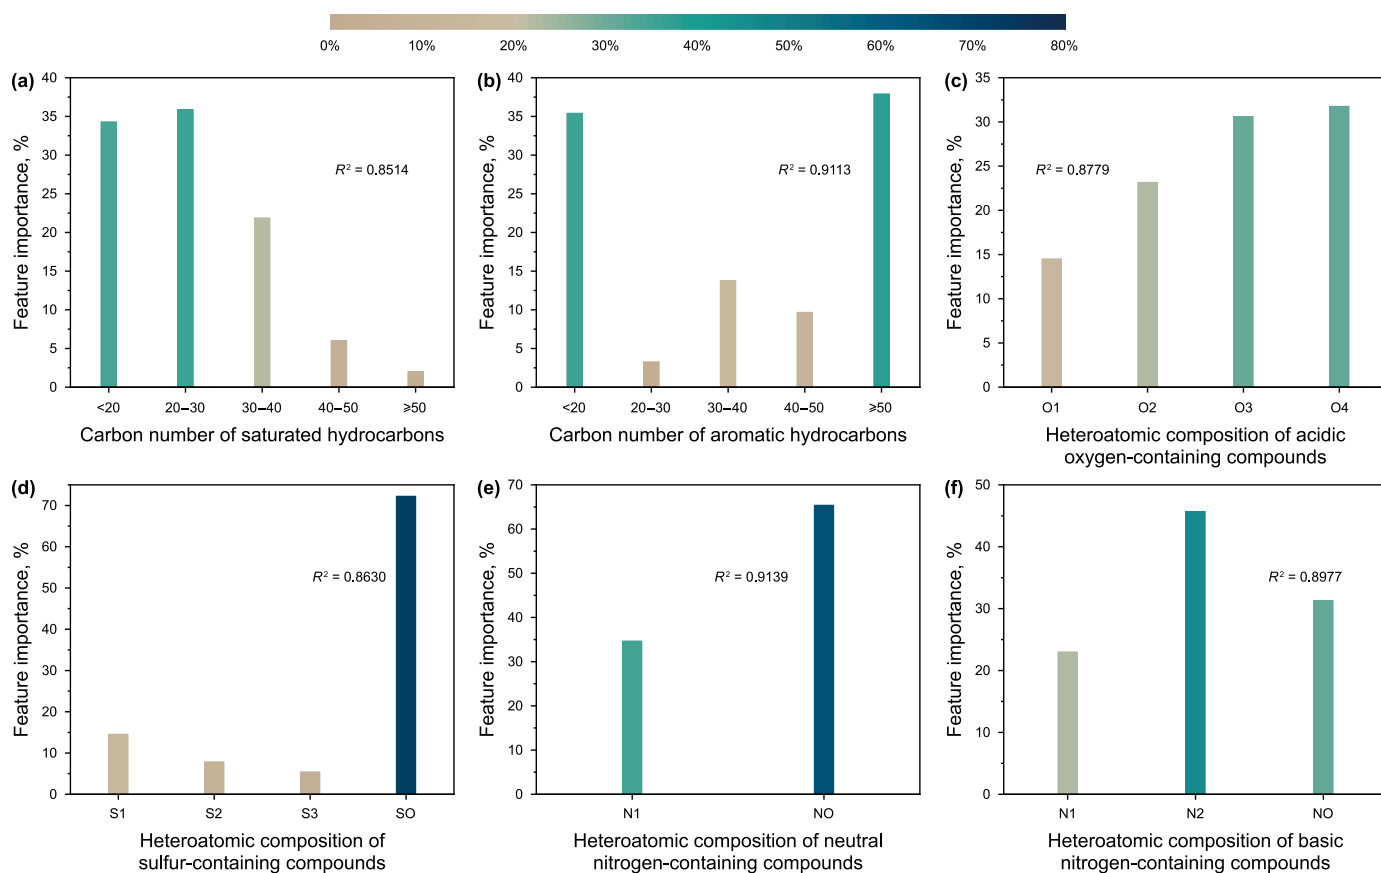 0% 10% 20% 30% 40% 50% 60% 70% 80%
(a)
40
35
30
25
20
15
10
5
0
Feature importance, %
R² = 0.8514
<20 20–30 30–40 40–50 ≥50
Carbon number of saturated hydrocarbons
(b)
40
35
30
25
20
15
10
5
0
Feature importance, %
R² = 0.9113
<20 20–30 30–40 40–50 ≥50
Carbon number of aromatic hydrocarbons
(c)
35
30
25
20
15
10
5
0
Feature importance, %
R² = 0.8779
O1 O2 O3 O4
Heteroatomic composition of acidic
oxygen-containing compounds
(d)
70
60
50
40
30
20
10
0
Feature importance, %
R² = 0.8630
S1 S2 S3 SO
Heteroatomic composition of
sulfur-containing compounds
(e)
70
60
50
40
30
20
10
0
Feature importance, %
R² = 0.9139
N1 NO
Heteroatomic composition of neutral
nitrogen-containing compounds
(f)
50
40
30
20
10
0
Feature importance, %
R² = 0.8977
N1 N2 NO
Heteroatomic composition of basic
nitrogen-containing compounds